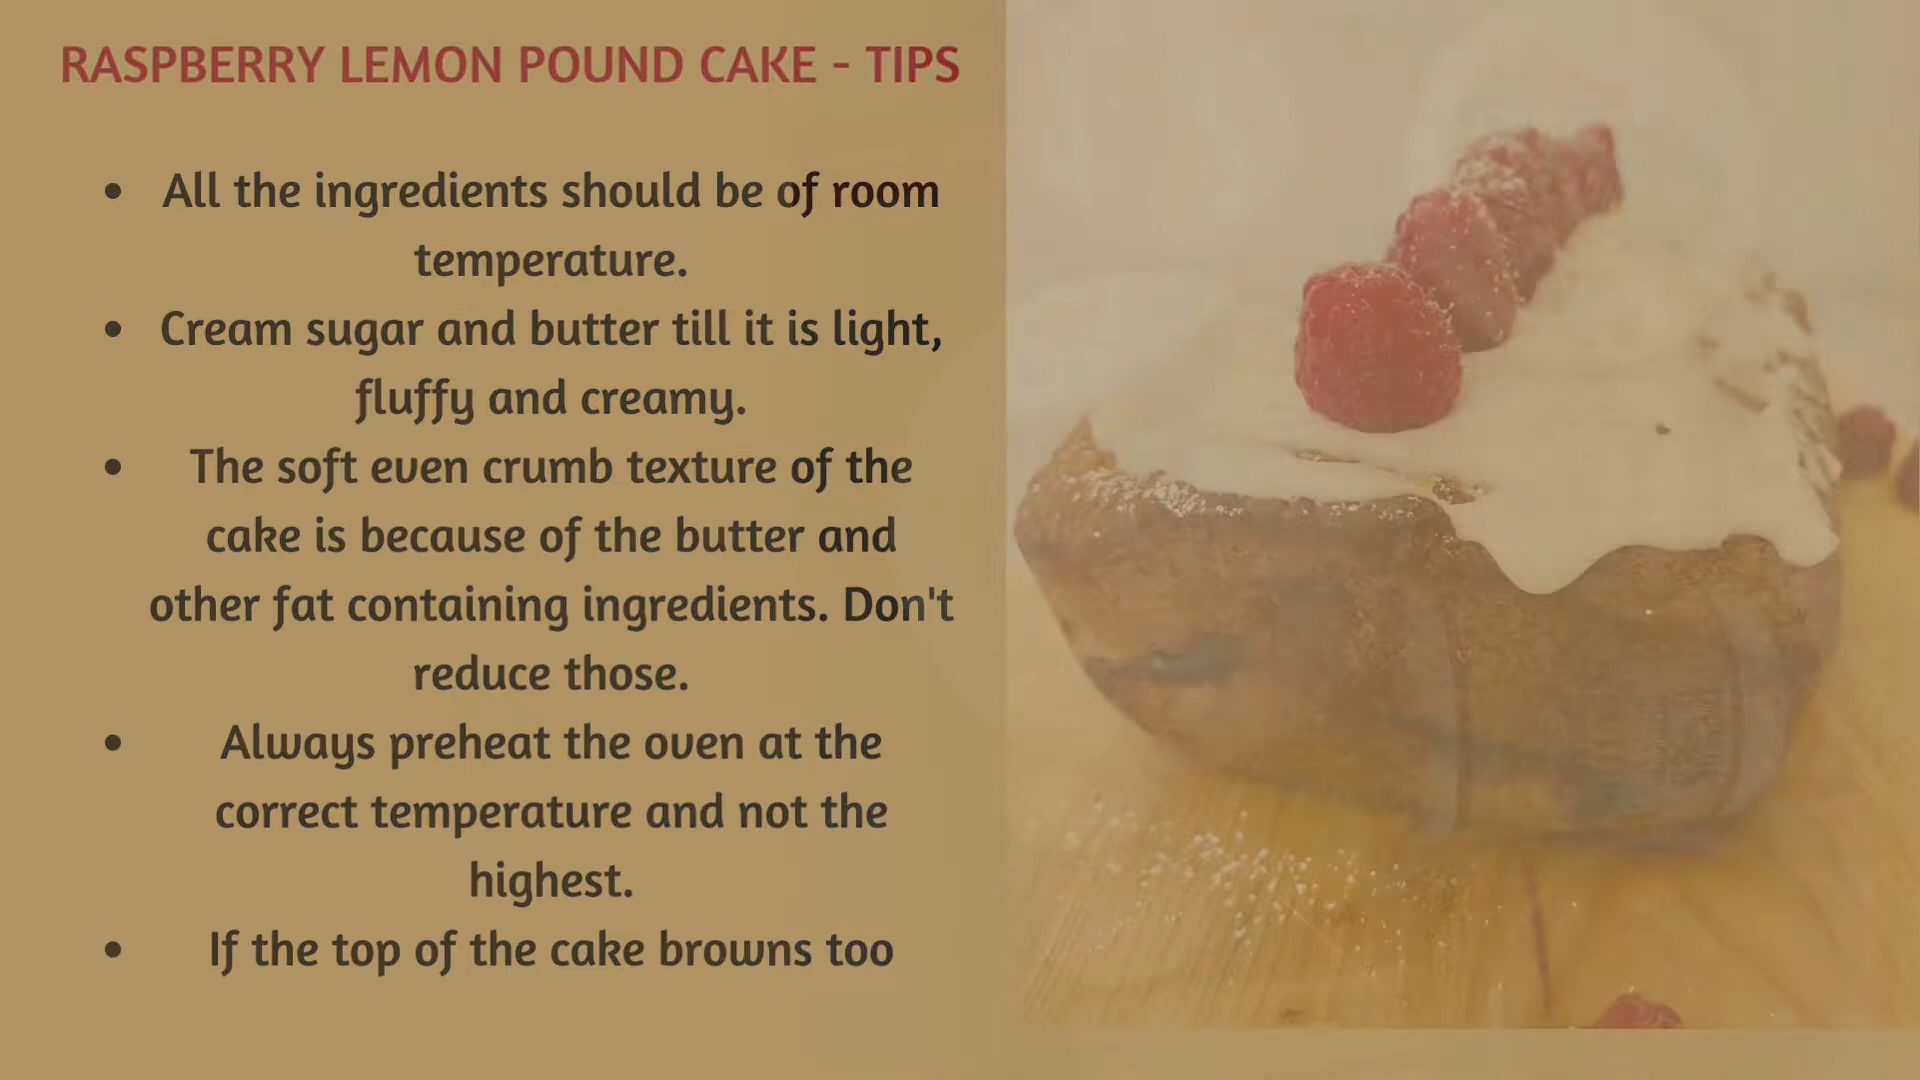 RASPBERRY LEMON POUND CAKE - TIPS
• All the ingredients should be of room
temperature.
• Cream sugar and butter till it is light,
fluffy and creamy.
• The soft even crumb texture of the
cake is because of the butter and
other fat containing ingredients. Don't
reduce those.
• Always preheat the oven at the
correct temperature and not the
highest.
• If the top of the cake browns too